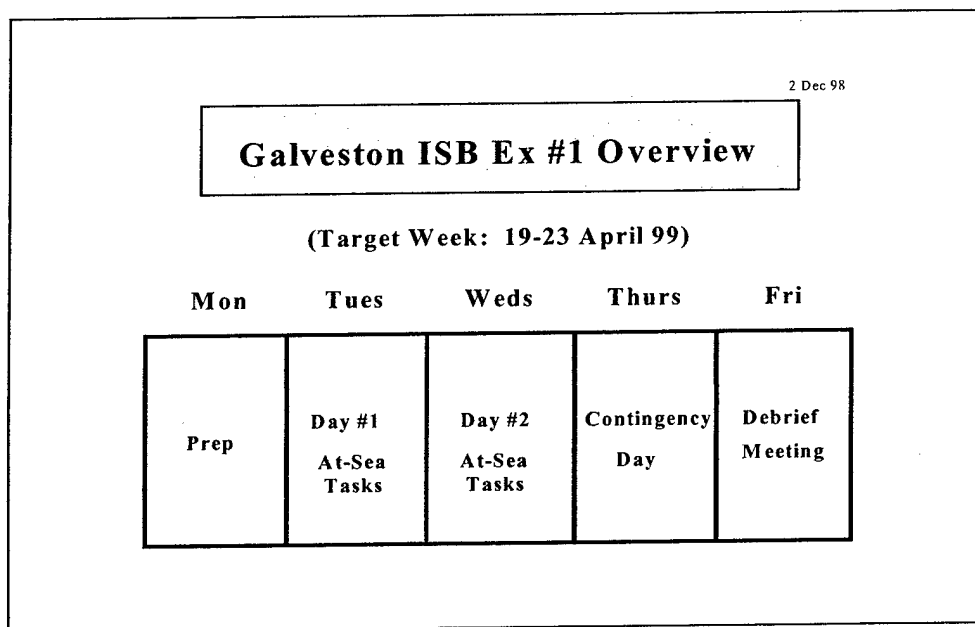 2 Dec 98
Galveston ISB Ex #1 Overview
(Target Week: 19-23 April 99)
Mon Tues Weds Thurs Fri
Prep
Day #1
At-Sea
Tasks
Day #2
At-Sea
Tasks
Contingency
Day
Debrief
Meeting